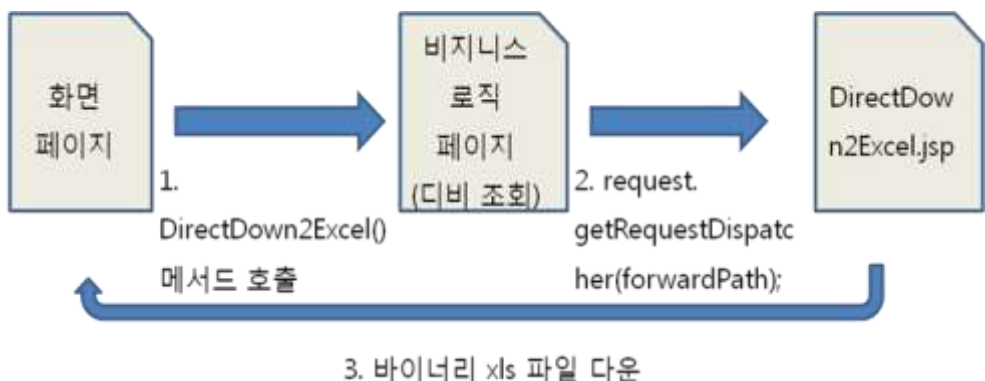 화면
페이지
비지니스
로직
페이지
(디비 조회)
DirectDow
n2Excel.jsp
1.
DirectDown2Excel()
메서드 호출
2. request.
getRequestDispatc
her(forwardPath);
3. 바이너리 xls 파일 다운